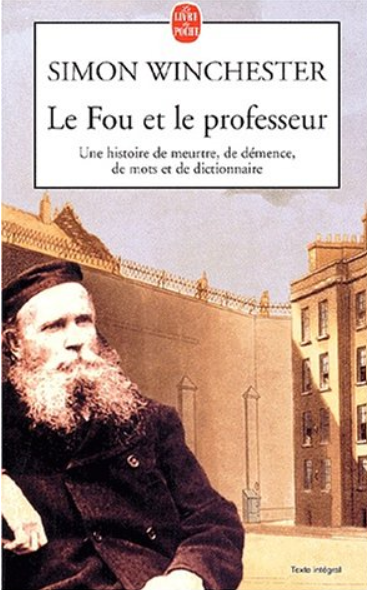 Le
LIVRE
de
POCHE
SIMON WINCHESTER
Le Fou et le professeur
Une histoire de meurtre, de démence,
de mots et de dictionnaire
Texte intégral